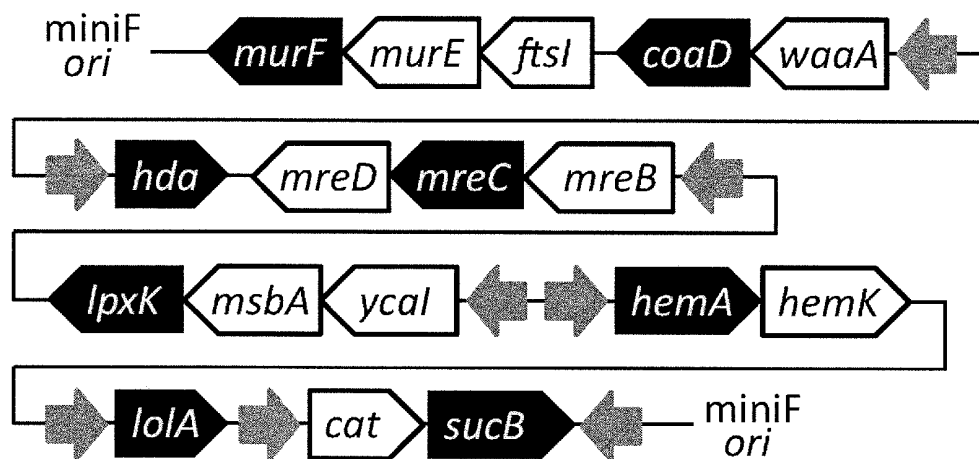 miniF
ori
murF murE ftsI coaD waaA
hda mreD mreC mreB
lpxK msbA ycaI hemA hemK
lolA cat sucB
miniF
ori